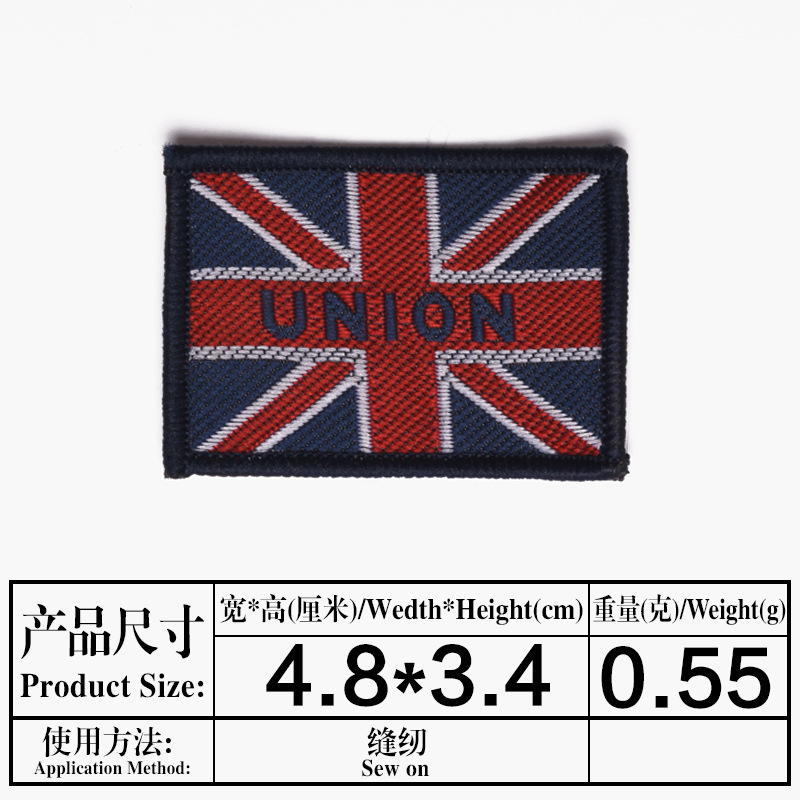 UNION
产品尺寸
Product Size:
宽*高(厘米)/Wedth*Height(cm)
重量(克)/Weight(g)
4.8*3.4
0.55
使用方法:
Application Method:
缝纫
Sew on